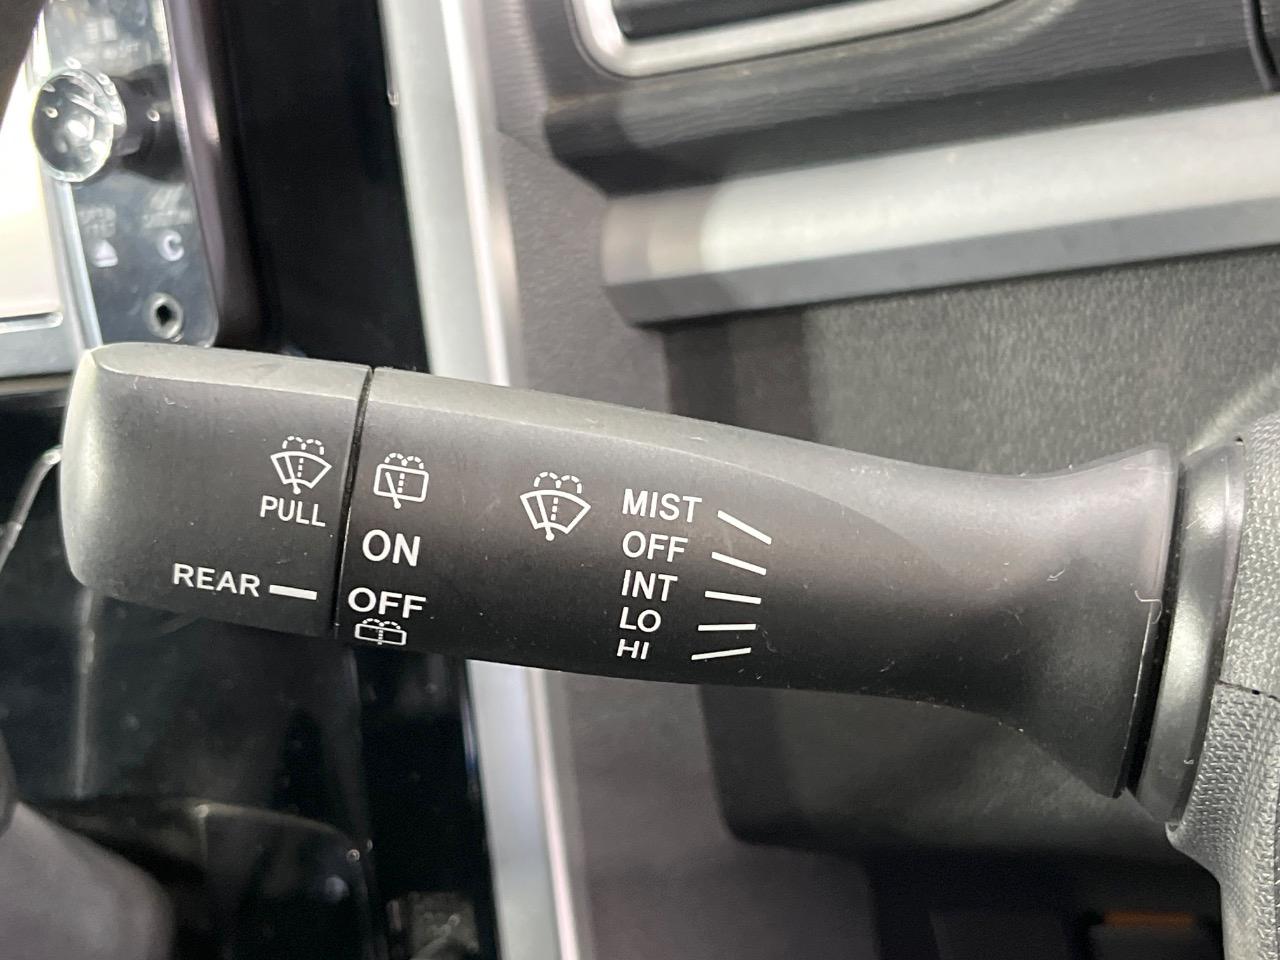 PULL
REAR
ON
OFF
MIST
OFF
INT
LO
HI
C